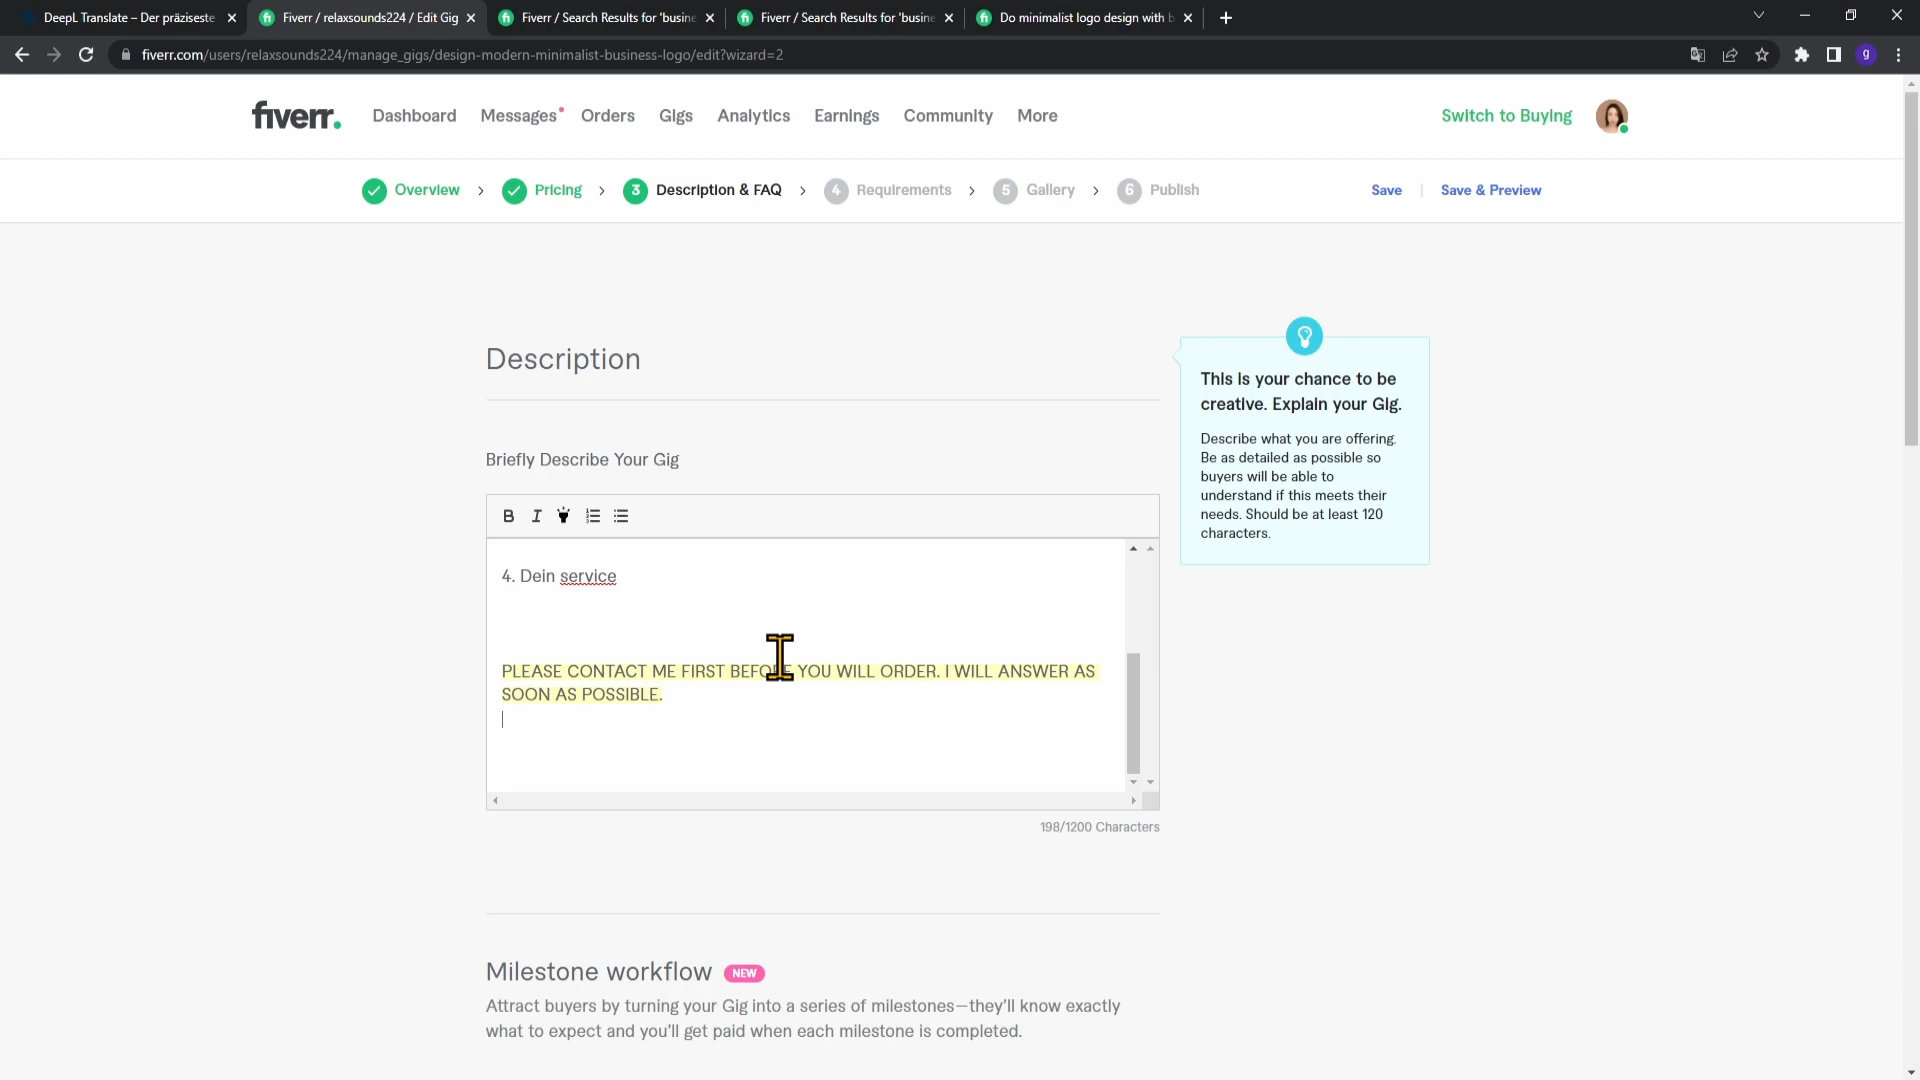 DeepL Translate – Der präziseste
Fiverr / relaxsounds224 / Edit Gig
Fiverr / Search Results for 'busine
Fiverr / Search Results for 'busine
Do minimalist logo design with b
fiverr.com/users/relaxsounds224/manage_gigs/design-modern-minimalist-business-logo/edit?wizard=2
g
fiverr.
Dashboard
Messages
Orders
Gigs
Analytics
Earnings
Community
More
Switch to Buying
Overview
Pricing
3 Description & FAQ
4 Requirements
5 Gallery
6 Publish
Save
Save & Preview
Description
This is your chance to be
creative. Explain your Gig.
Describe what you are offering.
Be as detailed as possible so
buyers will be able to
understand if this meets their
needs. Should be at least 120
characters.
Briefly Describe Your Gig
B I
4. Dein service
PLEASE CONTACT ME FIRST BEFORE YOU WILL ORDER. I WILL ANSWER AS
SOON AS POSSIBLE.
198/1200 Characters
Milestone workflow NEW
Attract buyers by turning your Gig into a series of milestones—they'll know exactly
what to expect and you'll get paid when each milestone is completed.